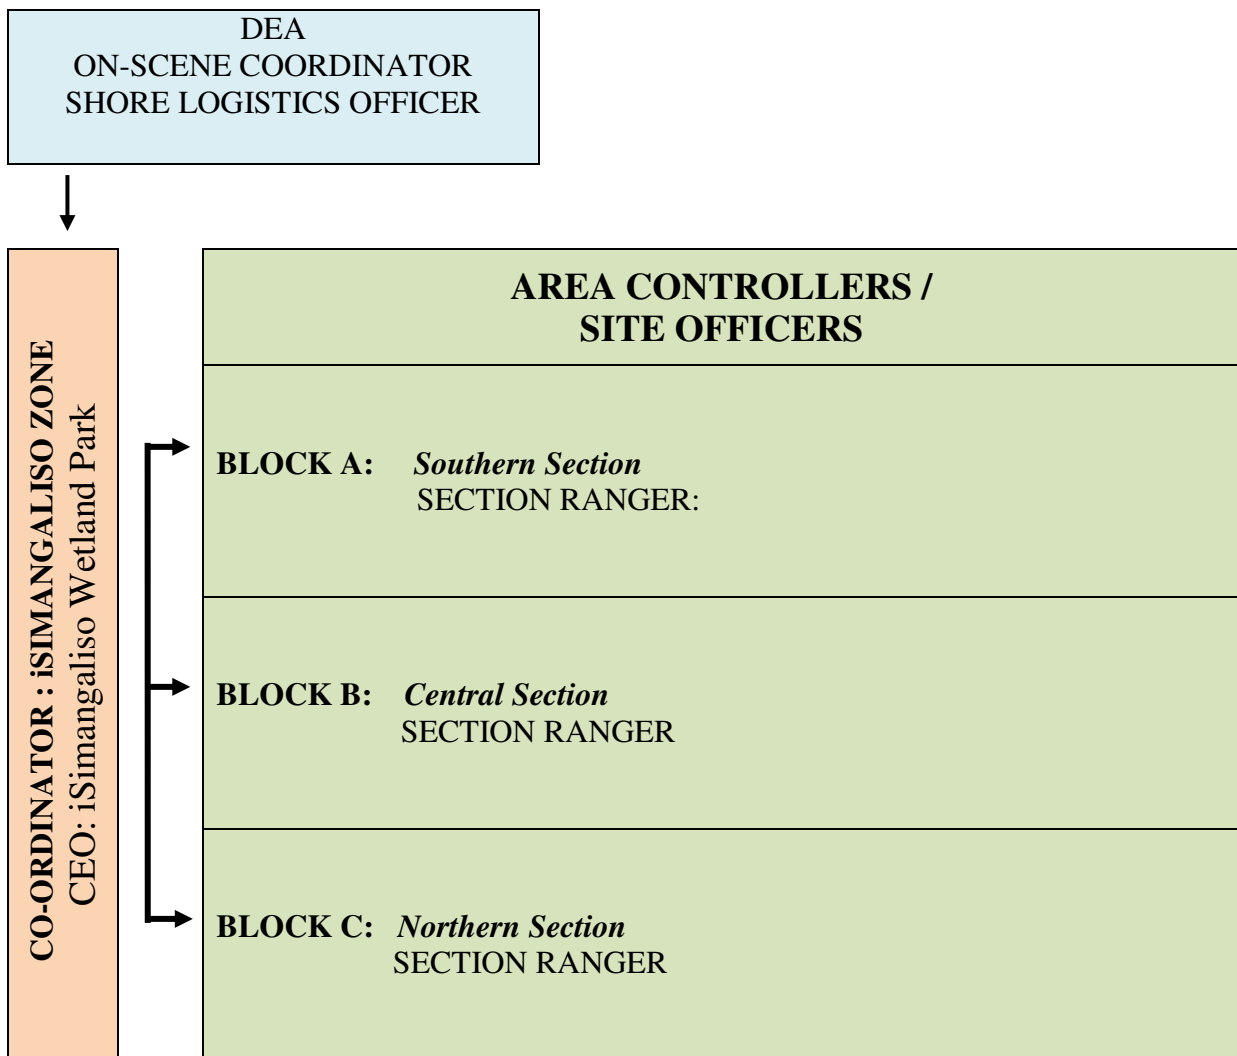 DEA
ON-SCENE COORDINATOR
SHORE LOGISTICS OFFICER
CO-ORDINATOR : iSIMANGALISO ZONE
CEO: iSimangaliso Wetland Park
AREA CONTROLLERS /
SITE OFFICERS
BLOCK A: Southern Section
SECTION RANGER:
BLOCK B: Central Section
SECTION RANGER
BLOCK C: Northern Section
SECTION RANGER